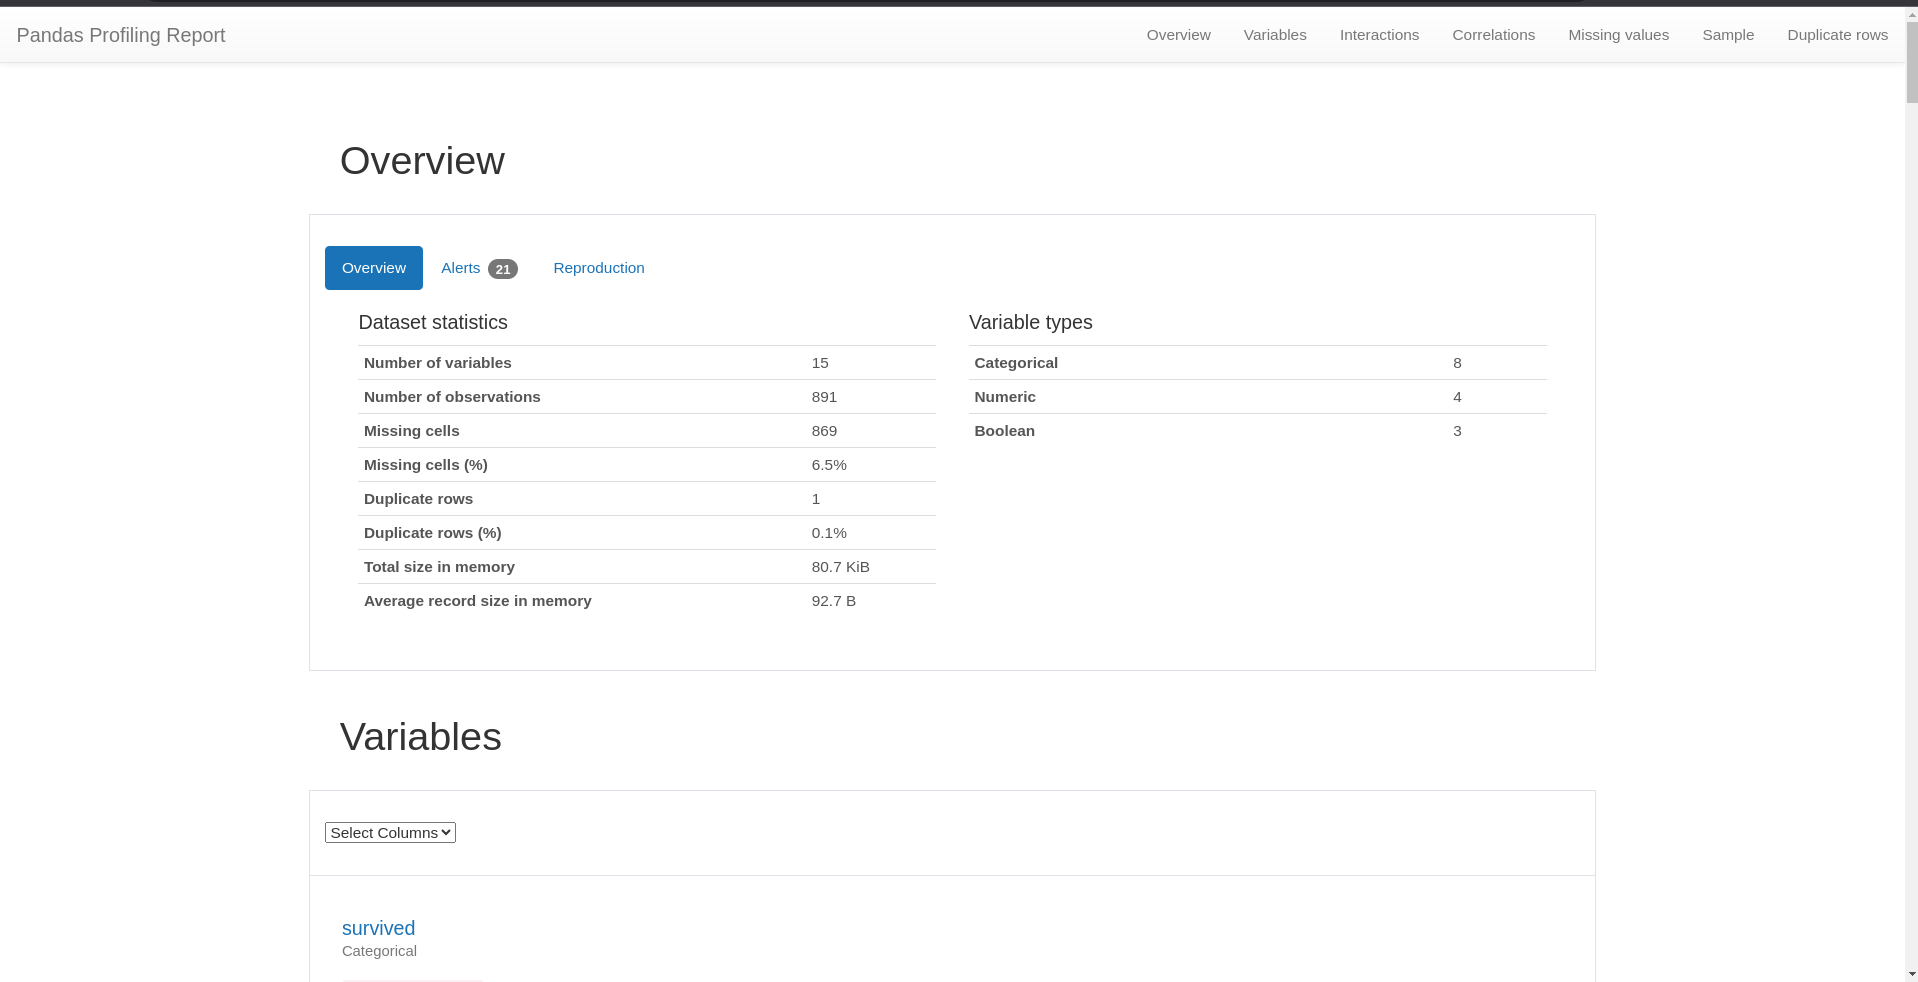 Pandas Profiling Report
Overview Variables Interactions Correlations Missing values Sample Duplicate rows
Overview
Overview Alerts 21 Reproduction
Dataset statistics
Number of variables 15
Number of observations 891
Missing cells 869
Missing cells (%) 6.5%
Duplicate rows 1
Duplicate rows (%) 0.1%
Total size in memory 80.7 KiB
Average record size in memory 92.7 B
Variable types
Categorical 8
Numeric 4
Boolean 3
Variables
Select Columns
survived
Categorical